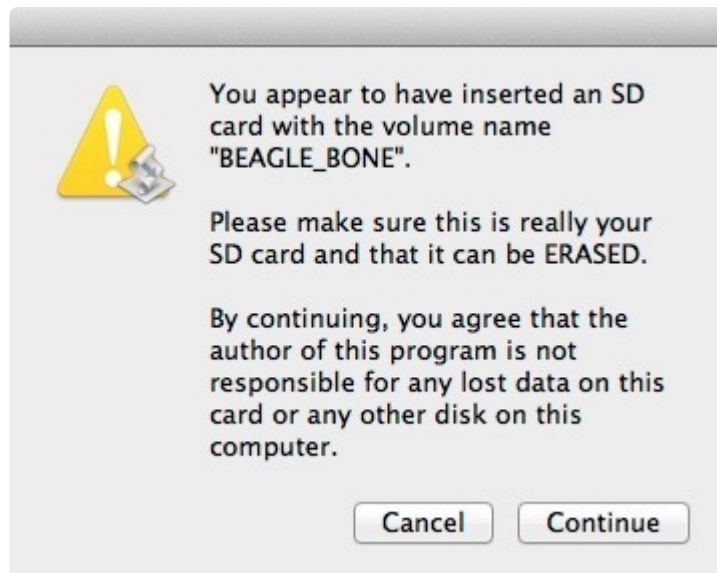 You appear to have inserted an SD
card with the volume name
"BEAGLE_BONE".
Please make sure this is really your
SD card and that it can be ERASED.
By continuing, you agree that the
author of this program is not
responsible for any lost data on this
card or any other disk on this
computer.
Cancel Continue